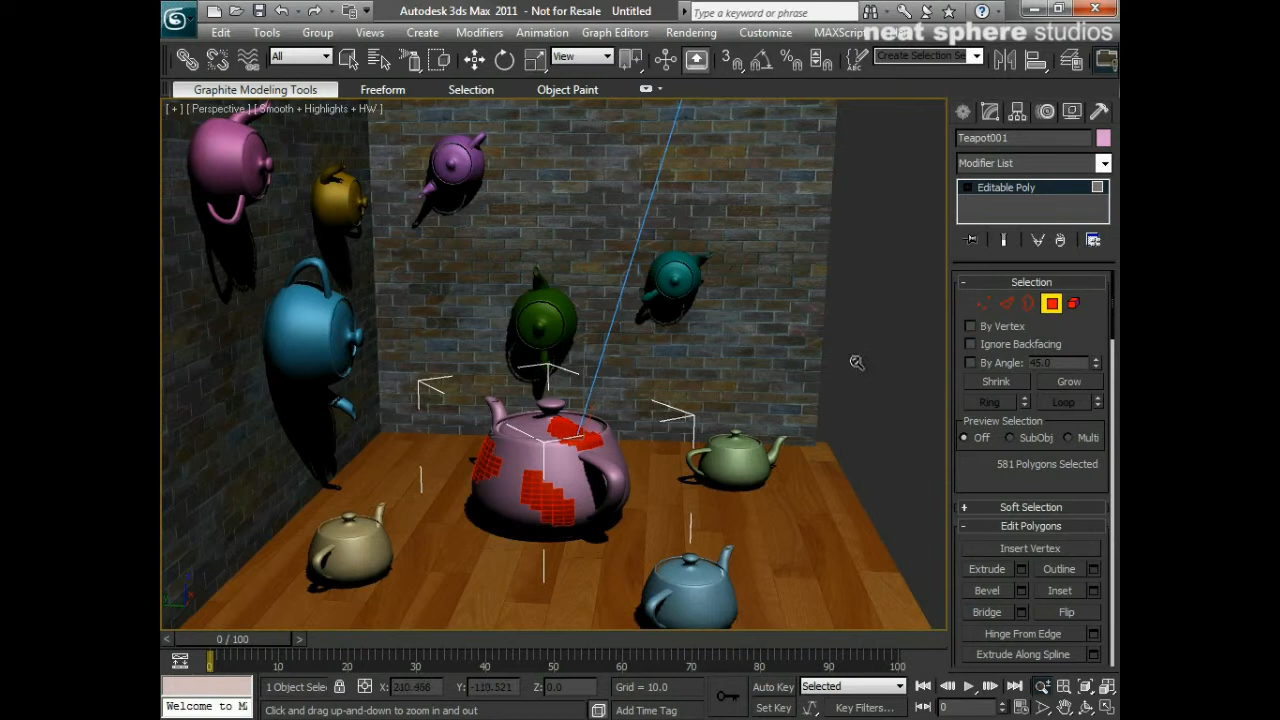 Autodesk 3ds Max 2011 - Not for Resale Untitled
Type a keyword or phrase
Edit Tools Group Views Create Modifiers Animation Graph Editors Rendering Customize MAXScript
neat sphere studios
All View Create Selection Se
Graphite Modeling Tools Freeform Selection Object Paint
[ + ] [ Perspective ] [ Smooth + Highlights + HW ]
Teapot001
Modifier List
Editable Poly
- Selection
By Vertex
Ignore Backfacing
By Angle: 45.0
Shrink Grow
Ring Loop
Preview Selection
Off SubObj Multi
581 Polygons Selected
+ Soft Selection
- Edit Polygons
Insert Vertex
Extrude Outline
Bevel Inset
Bridge Flip
Hinge From Edge
Extrude Along Spline
< 0 / 100 >
0 10 20 30 40 50 60 70 80 90 100
1 Object Sele X: 210.456 Y: -110.521 Z: 0.0 Grid = 10.0 Auto Key Selected
Welcome to M Click and drag up-and-down to zoom in and out Add Time Tag Set Key Key Filters... 0